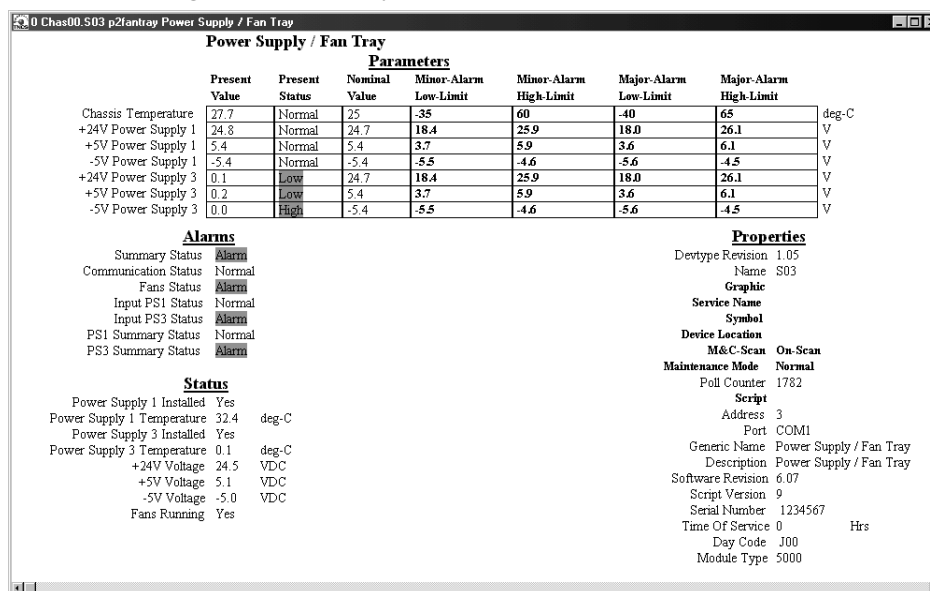 0 Chas00.S03 p2fantray Power Supply / Fan Tray
Power Supply / Fan Tray
Parameters
Present Present Nominal Minor-Alarm Minor-Alarm Major-Alarm Major-Alarm
Value Status Value Low-Limit High-Limit Low-Limit High-Limit
Chassis Temperature 27.7 Normal 25 -35 60 -40 65 deg-C
+24V Power Supply 1 24.8 Normal 24.7 18.4 25.9 18.0 26.1 V
+5V Power Supply 1 5.4 Normal 5.4 3.7 5.9 3.6 6.1 V
-5V Power Supply 1 -5.4 Normal -5.4 -5.5 -4.6 -5.6 -4.5 V
+24V Power Supply 3 0.1 Low 24.7 18.4 25.9 18.0 26.1 V
+5V Power Supply 3 0.2 Low 5.4 3.7 5.9 3.6 6.1 V
-5V Power Supply 3 0.0 High -5.4 -5.5 -4.6 -5.6 -4.5 V
Alarms
Summary Status Alarm
Communication Status Normal
Fans Status Alarm
Input PS1 Status Normal
Input PS3 Status Alarm
PS1 Summary Status Normal
PS3 Summary Status Alarm
Status
Power Supply 1 Installed Yes
Power Supply 1 Temperature 32.4 deg-C
Power Supply 3 Installed Yes
Power Supply 3 Temperature 0.1 deg-C
+24V Voltage 24.5 VDC
+5V Voltage 5.1 VDC
-5V Voltage -5.0 VDC
Fans Running Yes
Properties
Devtype Revision 1.05
Name S03
Graphic
Service Name
Symbol
Device Location
M&C-Scan On-Scan
Maintenance Mode Normal
Poll Counter 1782
Script
Address 3
Port COM1
Generic Name Power Supply / Fan Tray
Description Power Supply / Fan Tray
Software Revision 6.07
Script Version 9
Serial Number 1234567
Time Of Service 0 Hrs
Day Code J00
Module Type 5000